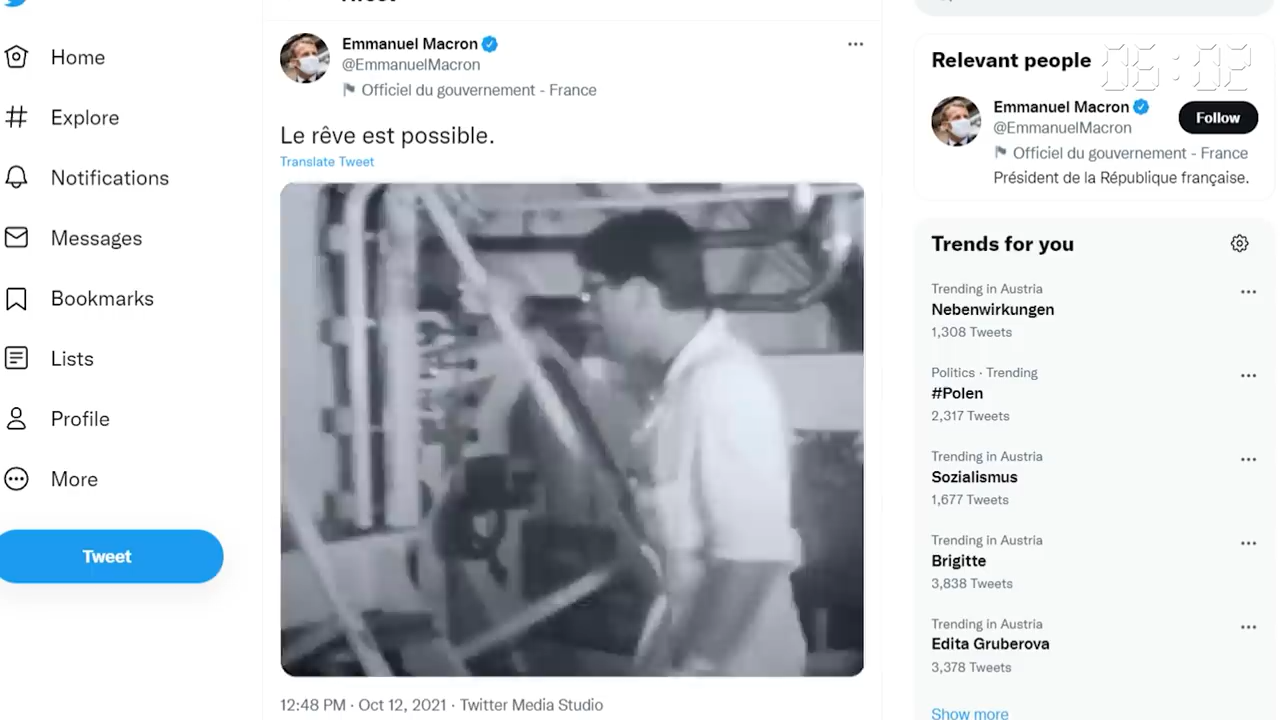 Home
Explore
Notifications
Messages
Bookmarks
Lists
Profile
More
Tweet
Tweet
Emmanuel Macron
@EmmanuelMacron
Officiel du gouvernement - France
Le rêve est possible.
Translate Tweet
12:48 PM · Oct 12, 2021 · Twitter Media Studio
Relevant people
Emmanuel Macron
@EmmanuelMacron
Follow
Officiel du gouvernement - France
Président de la République française.
Trends for you
Trending in Austria
Nebenwirkungen
1,308 Tweets
Politics · Trending
#Polen
2,317 Tweets
Trending in Austria
Sozialismus
1,677 Tweets
Trending in Austria
Brigitte
3,838 Tweets
Trending in Austria
Edita Gruberova
3,378 Tweets
Show more